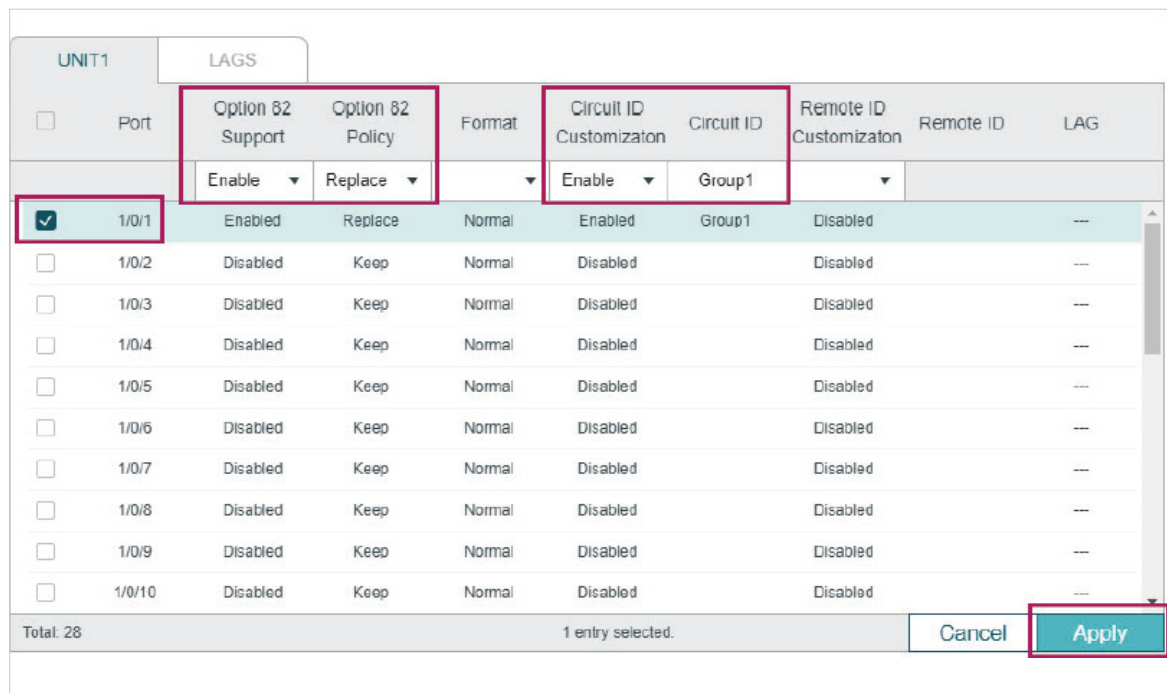 UNIT1 LAGS
Port Option 82 Support Option 82 Policy Format Circuit ID Customizaton Circuit ID Remote ID Customizaton Remote ID LAG
Enable Replace Enable Group1
1/0/1 Enabled Replace Normal Enabled Group1 Disabled ---
1/0/2 Disabled Keep Normal Disabled Disabled ---
1/0/3 Disabled Keep Normal Disabled Disabled ---
1/0/4 Disabled Keep Normal Disabled Disabled ---
1/0/5 Disabled Keep Normal Disabled Disabled ---
1/0/6 Disabled Keep Normal Disabled Disabled ---
1/0/7 Disabled Keep Normal Disabled Disabled ---
1/0/8 Disabled Keep Normal Disabled Disabled ---
1/0/9 Disabled Keep Normal Disabled Disabled ---
1/0/10 Disabled Keep Normal Disabled Disabled ---
Total: 28 1 entry selected. Cancel Apply